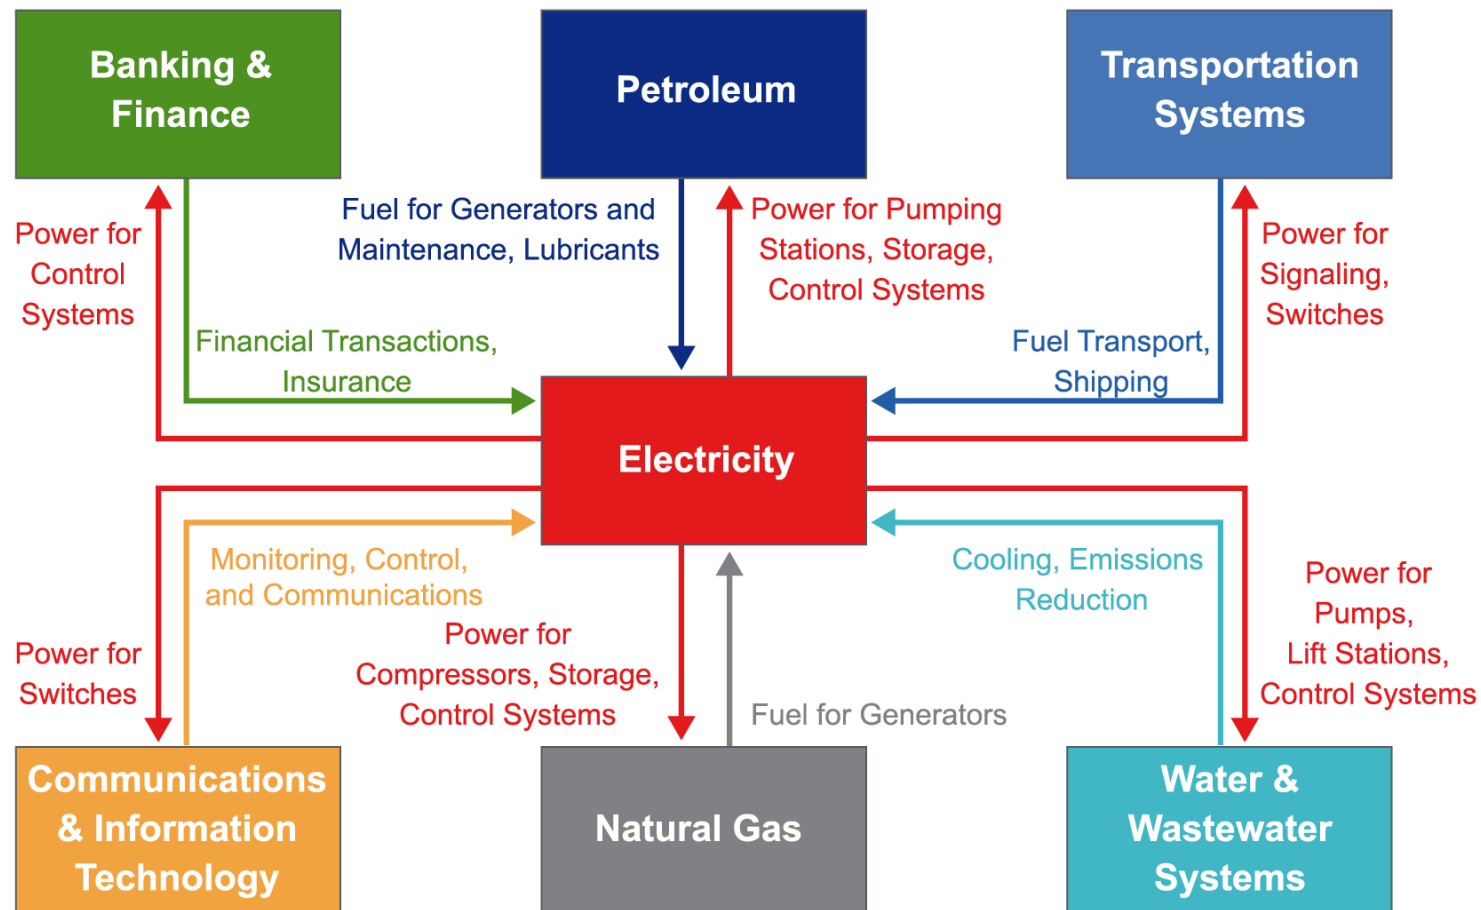 Banking &
Finance
Petroleum
Transportation
Systems
Power for
Control
Systems
Fuel for Generators and
Maintenance, Lubricants
Power for Pumping
Stations, Storage,
Control Systems
Power for
Signaling,
Switches
Financial Transactions,
Insurance
Fuel Transport,
Shipping
Electricity
Monitoring, Control,
and Communications
Cooling, Emissions
Reduction
Power for
Switches
Power for
Compressors, Storage,
Control Systems
Fuel for Generators
Power for
Pumps,
Lift Stations,
Control Systems
Communications
& Information
Technology
Natural Gas
Water &
Wastewater
Systems